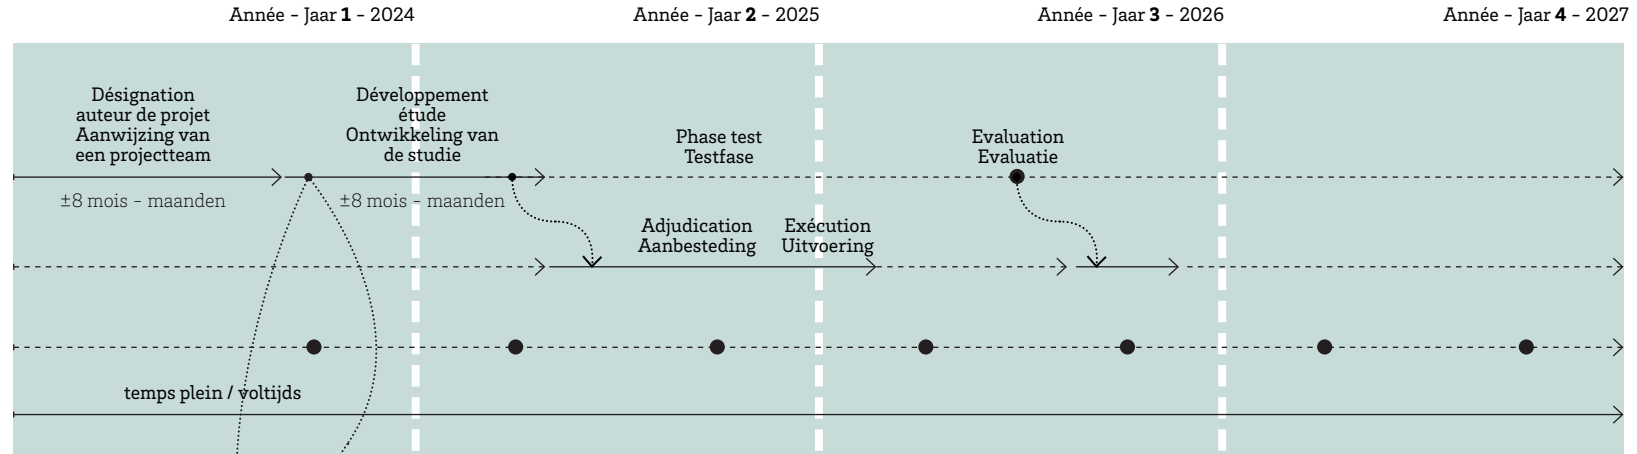 Année - Jaar 1 - 2024
Année - Jaar 2 - 2025
Année - Jaar 3 - 2026
Année - Jaar 4 - 2027
Désignation
auteur de projet
Aanwijzing van
een projectteam
±8 mois - maanden
Développement
étude
Ontwikkeling van
de studie
±8 mois - maanden
Phase test
Testfase
Evaluation
Evaluatie
Adjudication
Aanbesteding
Exécution
Uitvoering
temps plein / voltijds